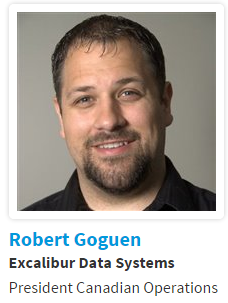 Robert Goguen
Excalibur Data Systems
President Canadian Operations